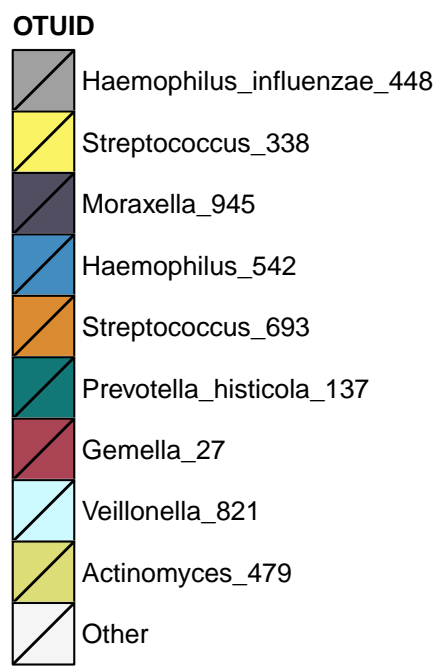 OTUID
Haemophilus_influenzae_448
Streptococcus_338
Moraxella_945
Haemophilus_542
Streptococcus_693
Prevotella_histicola_137
Gemella_27
Veillonella_821
Actinomyces_479
Other